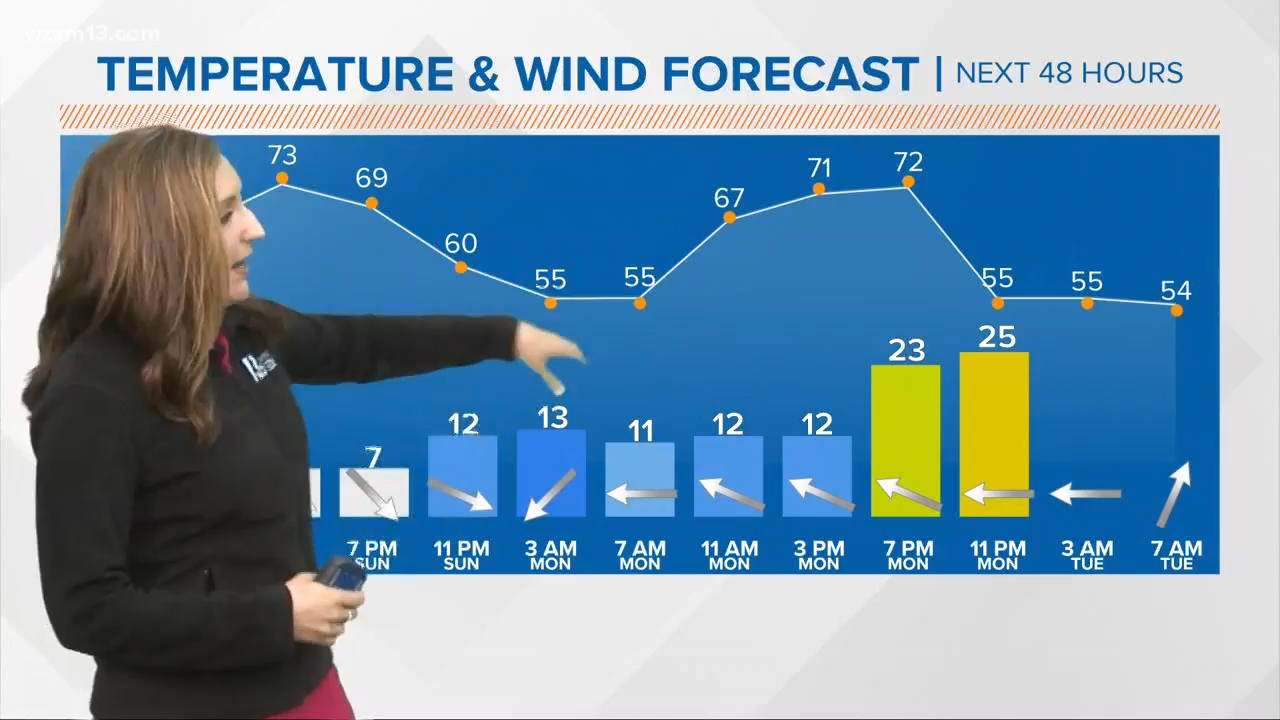 wzzm13.com
TEMPERATURE & WIND FORECAST | NEXT 48 HOURS
73
69
60
55
55
67
71
72
55
55
54
7
12
13
11
12
12
23
25
7 PM
SUN
11 PM
SUN
3 AM
MON
7 AM
MON
11 AM
MON
3 PM
MON
7 PM
MON
11 PM
MON
3 AM
TUE
7 AM
TUE
13